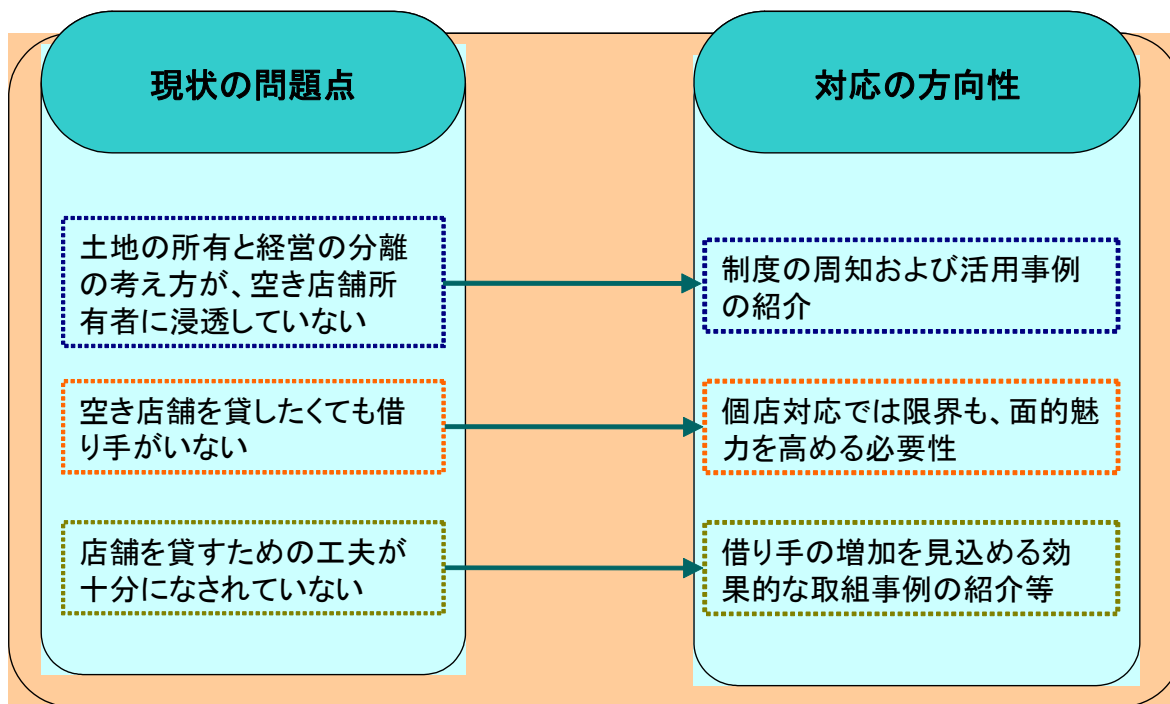 現状の問題点
対応の方向性
土地の所有と経営の分離
の考え方が、空き店舗所
有者に浸透していない
制度の周知および活用事例
の紹介
空き店舗を貸したくても借
り手がいない
個店対応では限界も、面的魅
力を高める必要性
店舗を貸すための工夫が
十分になされていない
借り手の増加を見込める効
果的な取組事例の紹介等